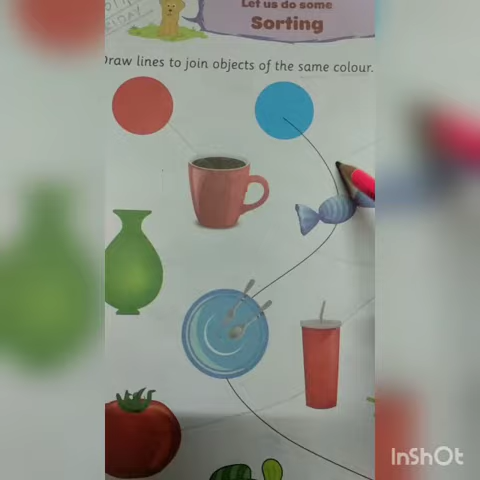 Let us do some
Sorting
Draw lines to join objects of the same colour.
InShOt